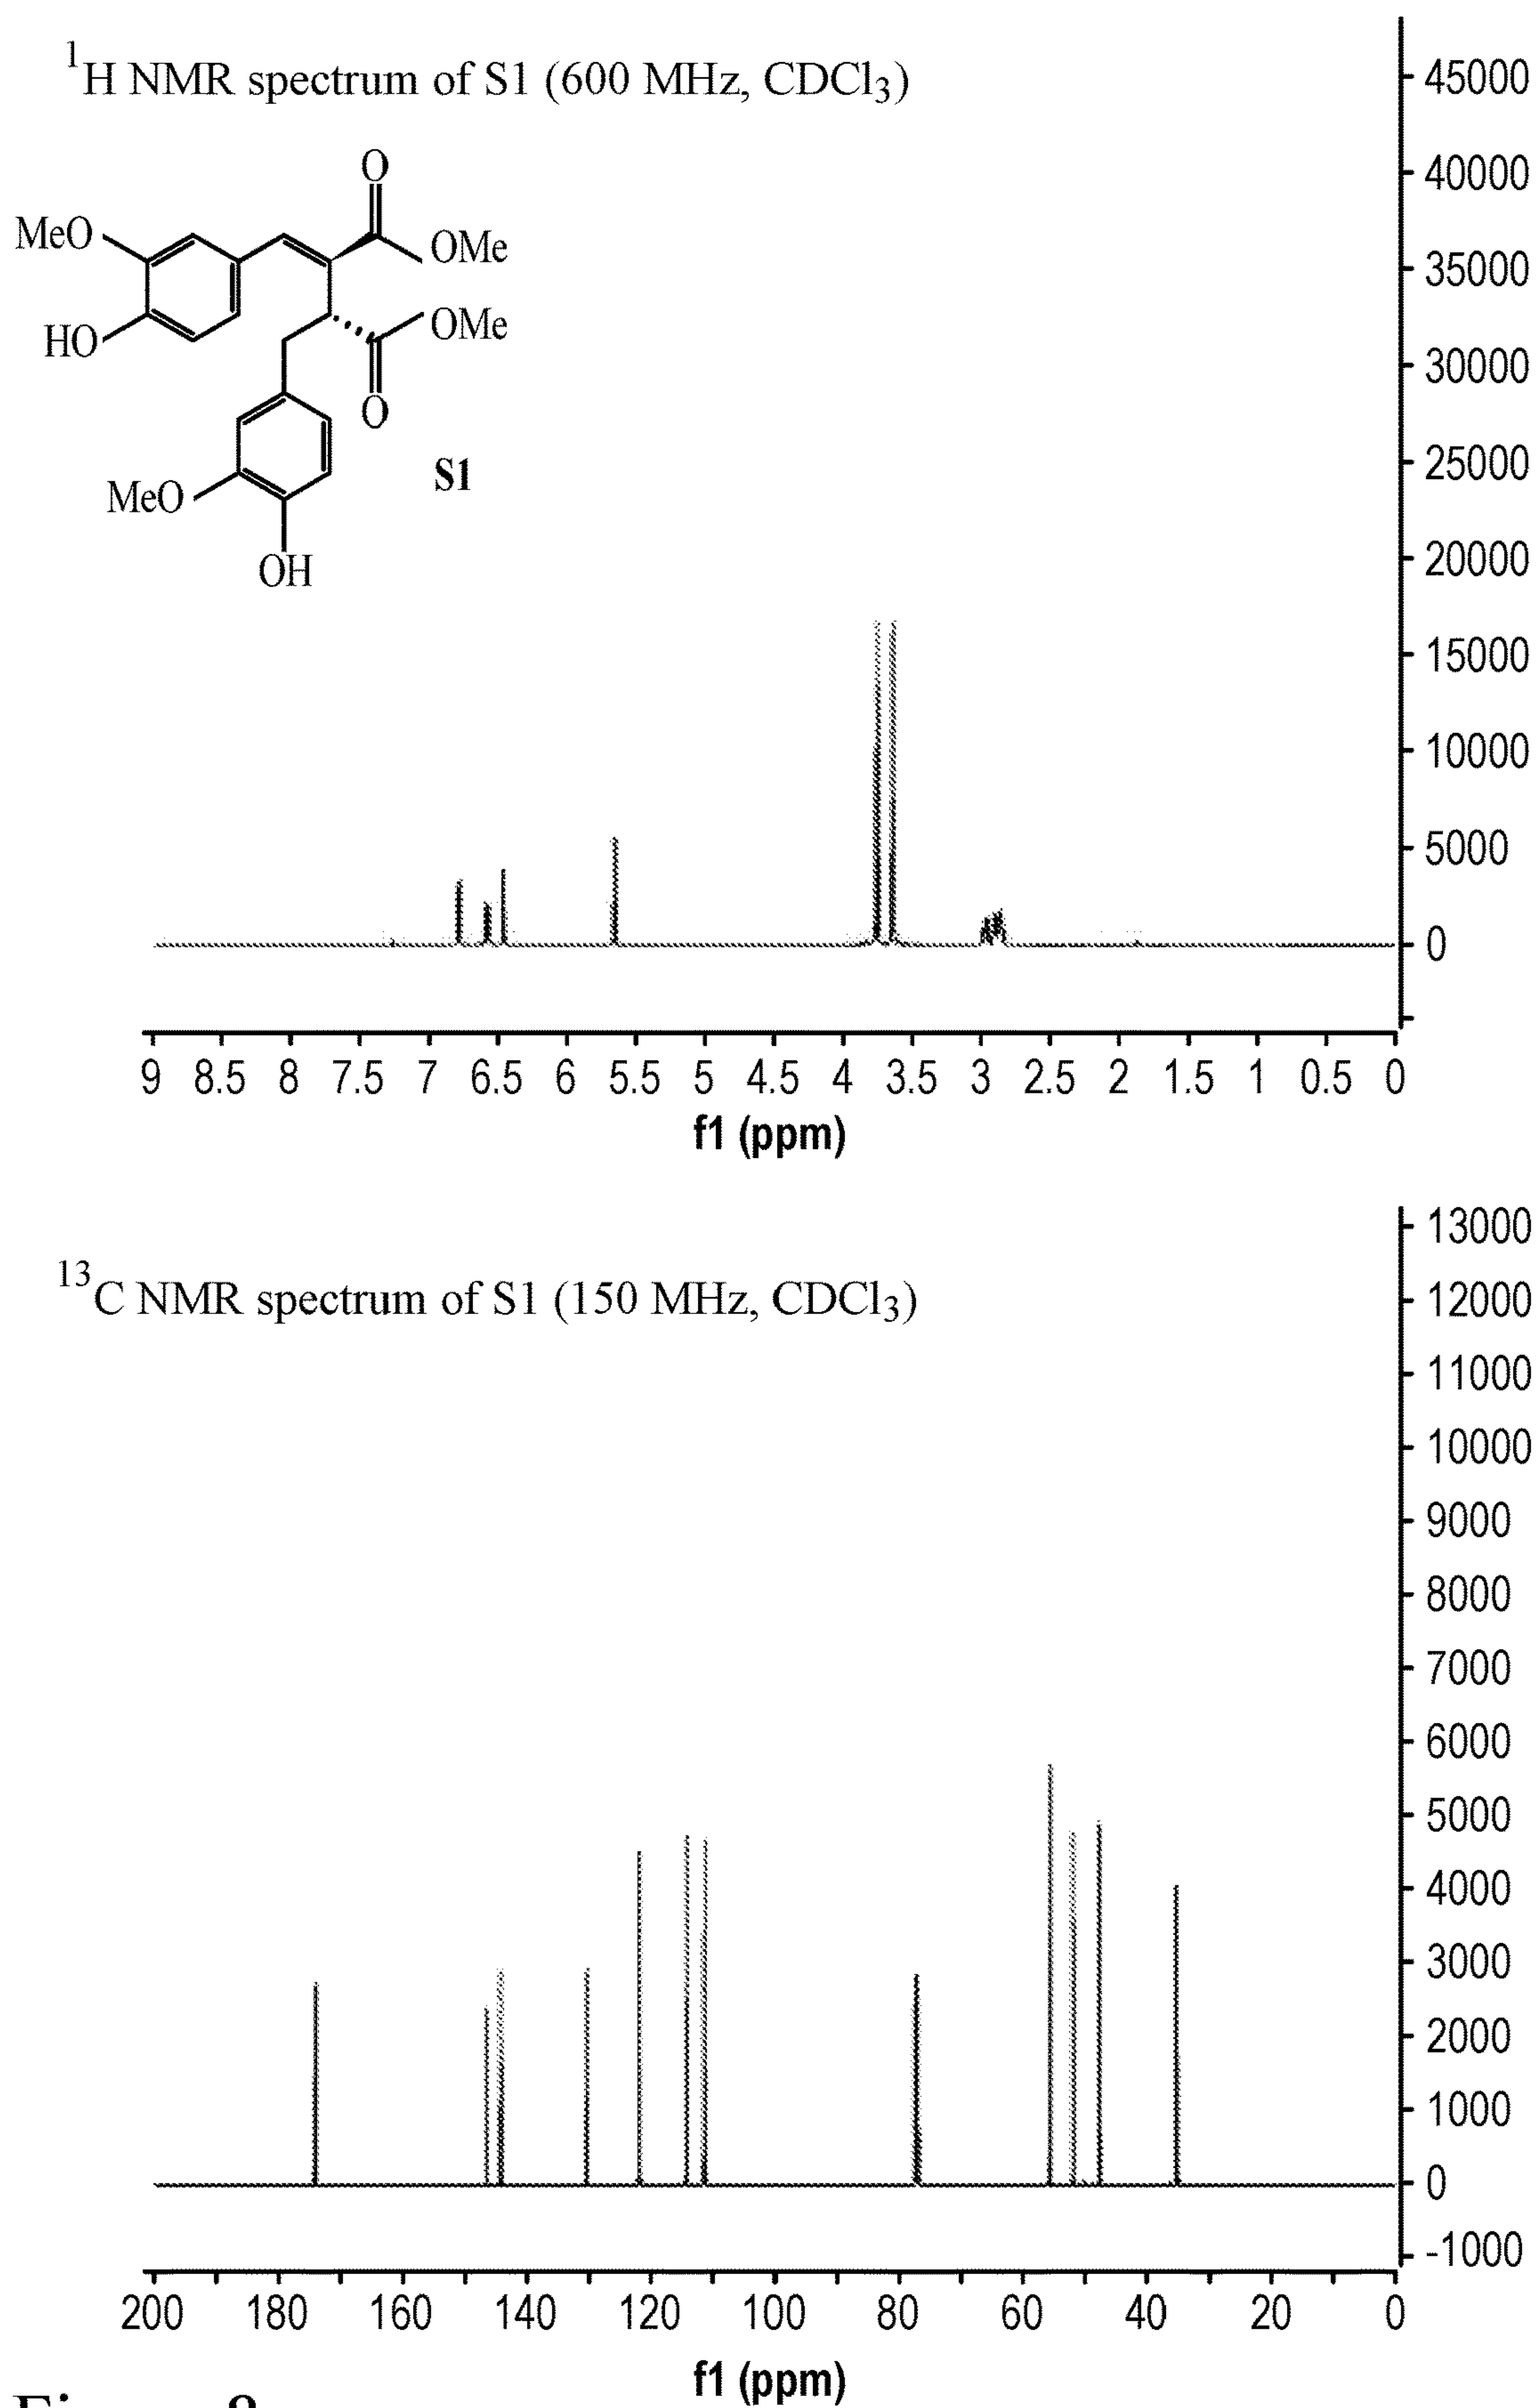 1H NMR spectrum of S1 (600 MHz, CDCl3)
O
MeO
OMe
OMe
HO
O
S1
MeO
OH
45000
40000
35000
30000
25000
20000
15000
10000
5000
0
9 8.5 8 7.5 7 6.5 6 5.5 5 4.5 4 3.5 3 2.5 2 1.5 1 0.5 0
f1 (ppm)
13C NMR spectrum of S1 (150 MHz, CDCl3)
13000
12000
11000
10000
9000
8000
7000
6000
5000
4000
3000
2000
1000
0
-1000
200 180 160 140 120 100 80 60 40 20 0
f1 (ppm)